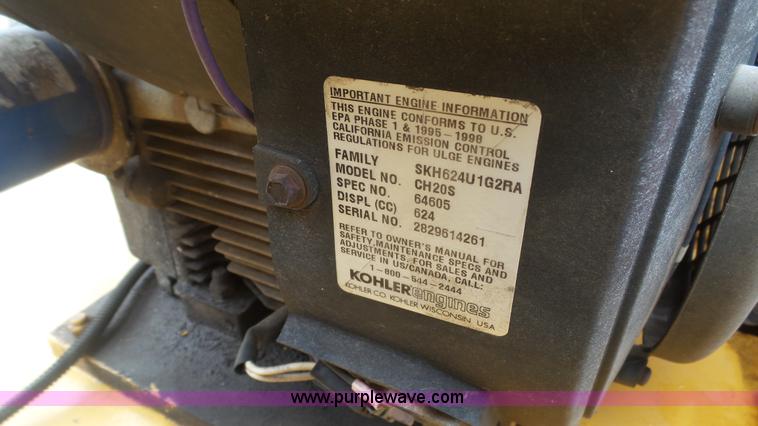 IMPORTANT ENGINE INFORMATION
THIS ENGINE CONFORMS TO U.S.
EPA PHASE 1 & 1995-1998
CALIFORNIA EMISSION CONTROL
REGULATIONS FOR ULGE ENGINES
FAMILY SKH624U1G2RA
MODEL NO. CH20S
SPEC NO. 64605
DISPL (CC) 624
SERIAL NO. 2829614261
REFER TO OWNER'S MANUAL FOR
SAFETY, MAINTENANCE SPECS AND
ADJUSTMENTS. FOR SALES AND
SERVICE IN US/CANADA, CALL:
1-800-544-2444
KOHLER engines
KOHLER CO. KOHLER WISCONSIN USA
www.purplewave.com